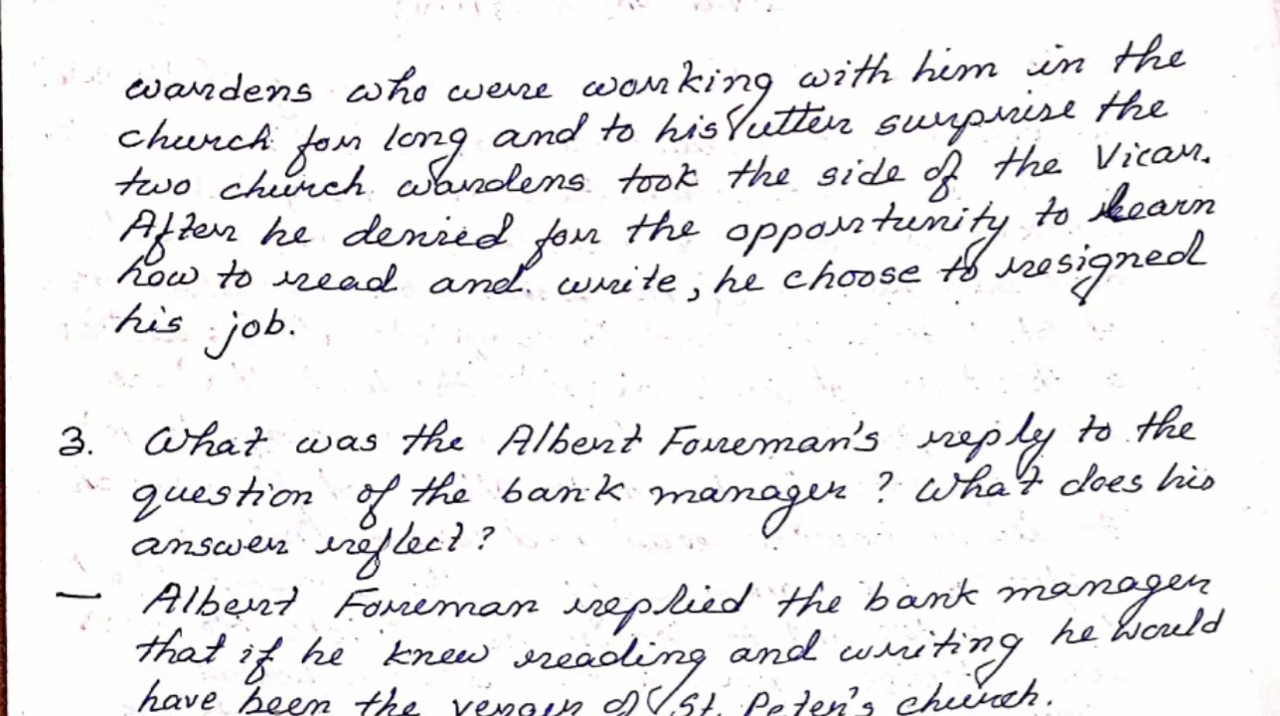 wardens who were working with him in the
church for long and to his utter surprise the
two church wardens took the side of the Vicar.
After he denied for the opportunity to learn
how to read and write, he choose to resigned
his job.
3. What was the Albert Foreman's reply to the
question of the bank manager? What does his
answer reflect?
— Albert Foreman replied the bank manager
that if he knew reading and writing he would
have been the verger of St. Peter's church.